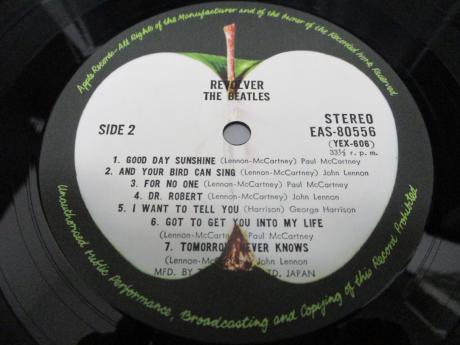 Apple Records-All Rights of the Manufacturer and of the Owner of the Recorded Work Reserved.
REVOLVER
THE BEATLES
SIDE 2
STEREO
EAS-80556
(YEX-606)
33⅓ r. p. m.
1. GOOD DAY SUNSHINE (Lennon-McCartney) Paul McCartney
2. AND YOUR BIRD CAN SING (Lennon-McCartney) John Lennon
3. FOR NO ONE (Lennon-McCartney) Paul McCartney
4. DR. ROBERT (Lennon-McCartney) John Lennon
5. I WANT TO TELL YOU (Harrison) George Harrison
6. GOT TO GET YOU INTO MY LIFE
(Lennon-McCartney) Paul McCartney
7. TOMORROW NEVER KNOWS
(Lennon-McCartney) John Lennon
MFD. BY LTD, JAPAN
Unauthorised Public Performance, Broadcasting and Copying of this Record Prohibited